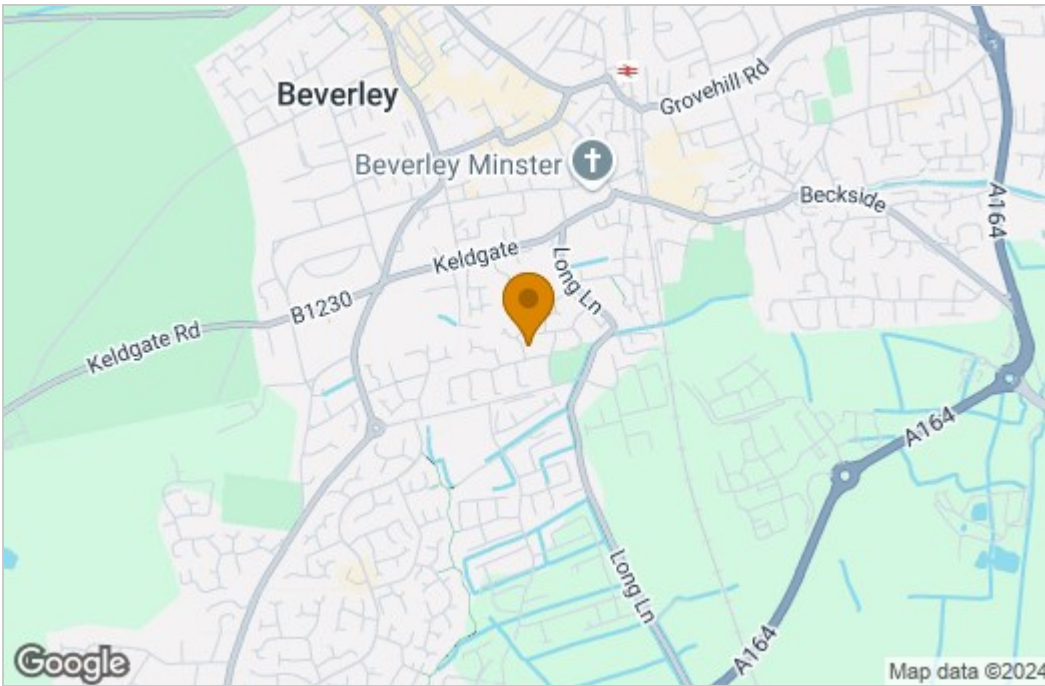 Beverley
Grovehill Rd
Beverley Minster
Beckside
A164
Keldgate
Long Ln
B1230
Keldgate Rd
A164
Long Ln
A164
Google
Map data ©2024